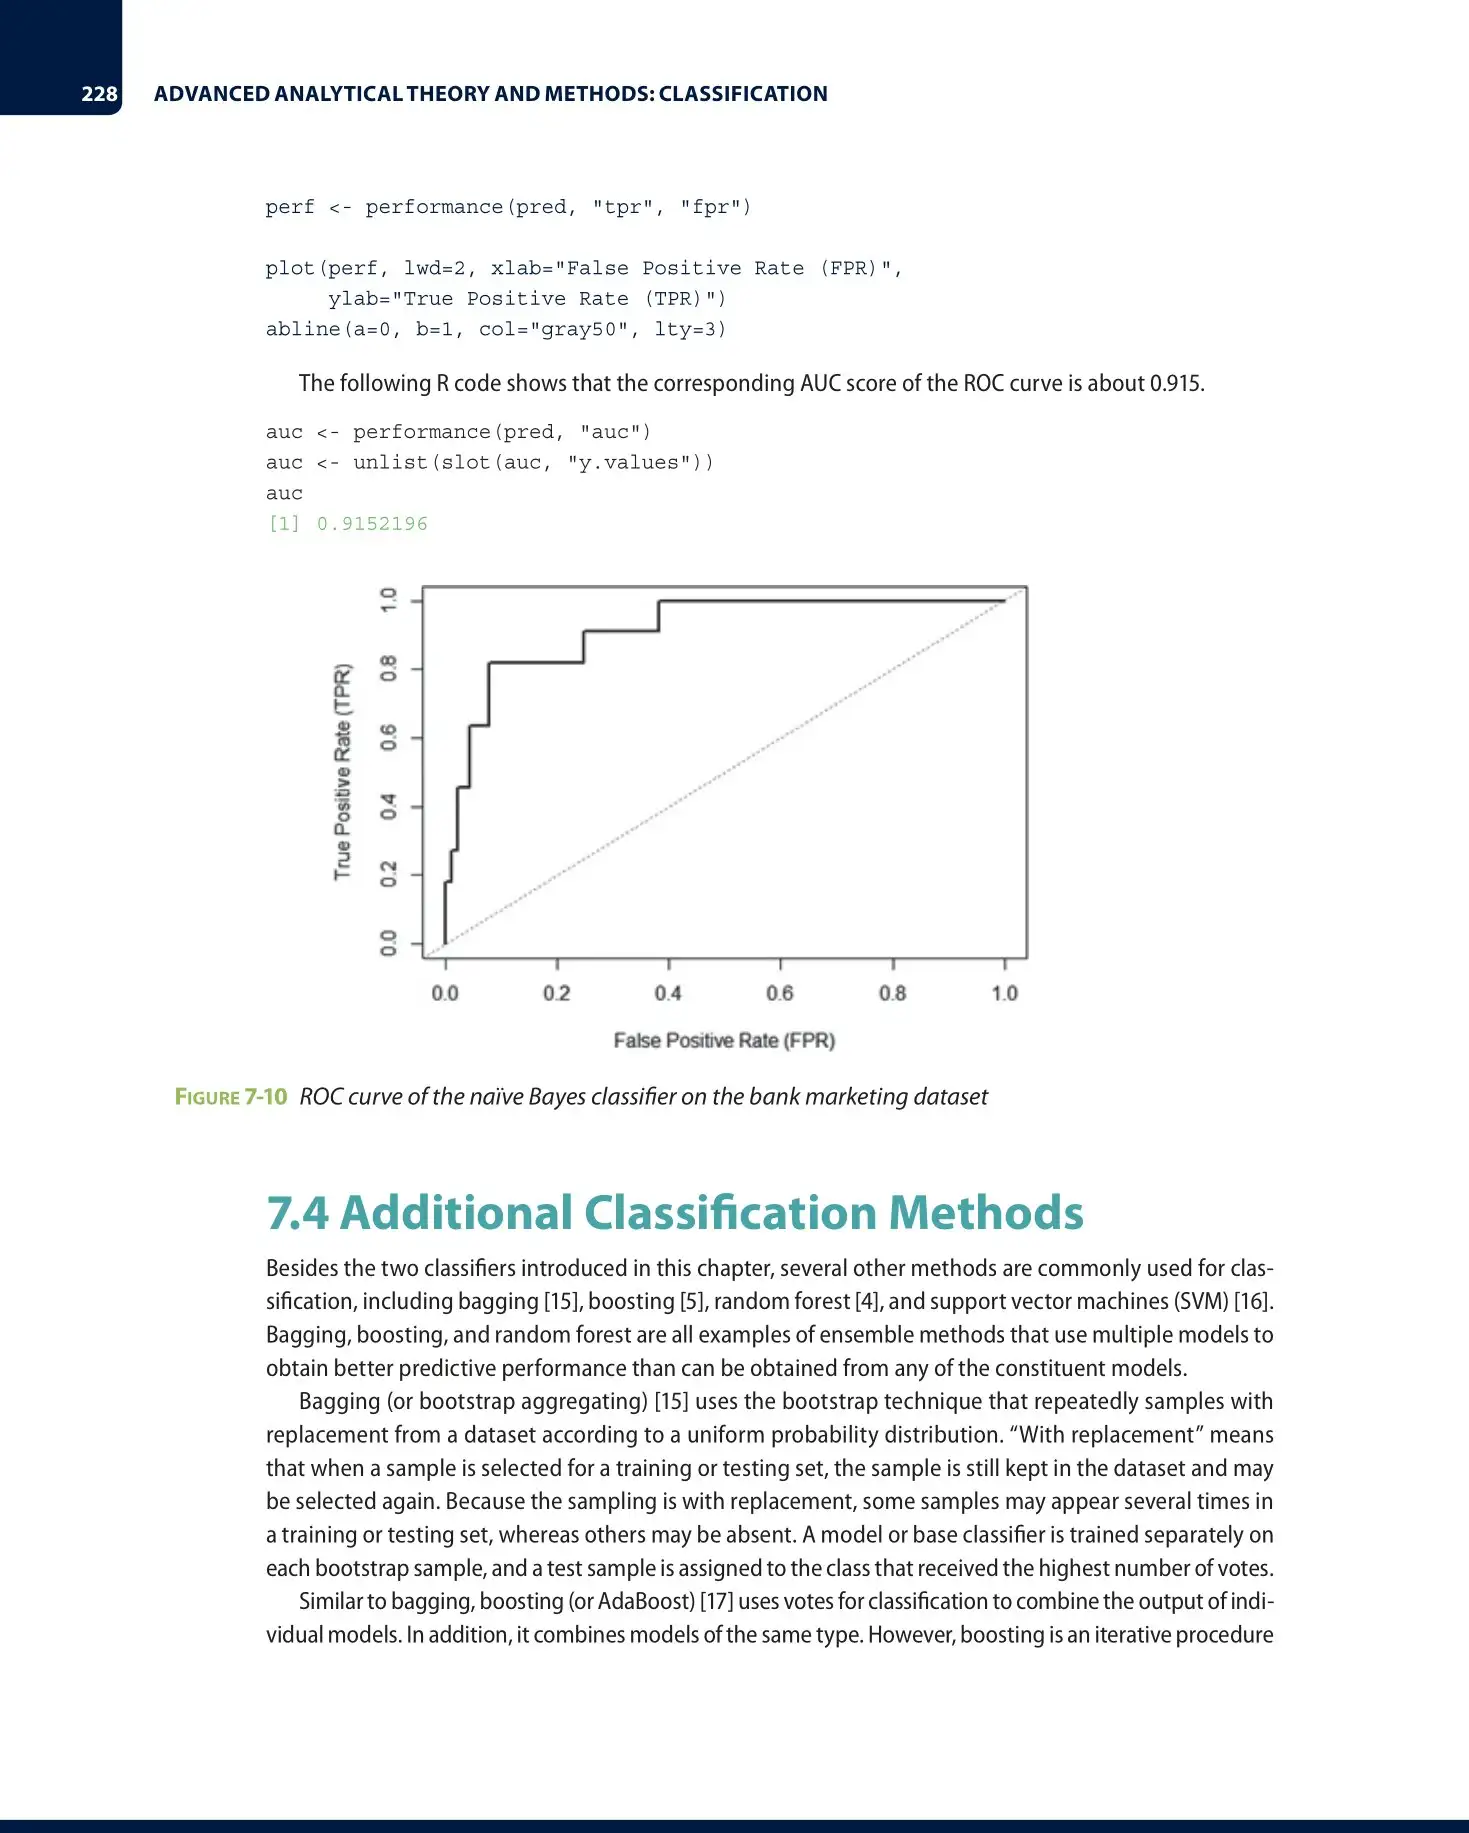 228 ADVANCED ANALYTICAL THEORY AND METHODS: CLASSIFICATION
perf <- performance(pred, "tpr", "fpr")
plot(perf, lwd=2, xlab="False Positive Rate (FPR)",
     ylab="True Positive Rate (TPR)")
abline(a=0, b=1, col="gray50", lty=3)
The following R code shows that the corresponding AUC score of the ROC curve is about 0.915.
auc <- performance(pred, "auc")
auc <- unlist(slot(auc, "y.values"))
auc
[1] 0.9152196
True Positive Rate (TPR)
1.0
0.8
0.6
0.4
0.2
0.0
0.0 0.2 0.4 0.6 0.8 1.0
False Positive Rate (FPR)
FIGURE 7-10 ROC curve of the naïve Bayes classifier on the bank marketing dataset
7.4 Additional Classification Methods
Besides the two classifiers introduced in this chapter, several other methods are commonly used for clas-
sification, including bagging [15], boosting [5], random forest [4], and support vector machines (SVM) [16].
Bagging, boosting, and random forest are all examples of ensemble methods that use multiple models to
obtain better predictive performance than can be obtained from any of the constituent models.
Bagging (or bootstrap aggregating) [15] uses the bootstrap technique that repeatedly samples with
replacement from a dataset according to a uniform probability distribution. “With replacement” means
that when a sample is selected for a training or testing set, the sample is still kept in the dataset and may
be selected again. Because the sampling is with replacement, some samples may appear several times in
a training or testing set, whereas others may be absent. A model or base classifier is trained separately on
each bootstrap sample, and a test sample is assigned to the class that received the highest number of votes.
Similar to bagging, boosting (or AdaBoost) [17] uses votes for classification to combine the output of indi-
vidual models. In addition, it combines models of the same type. However, boosting is an iterative procedure